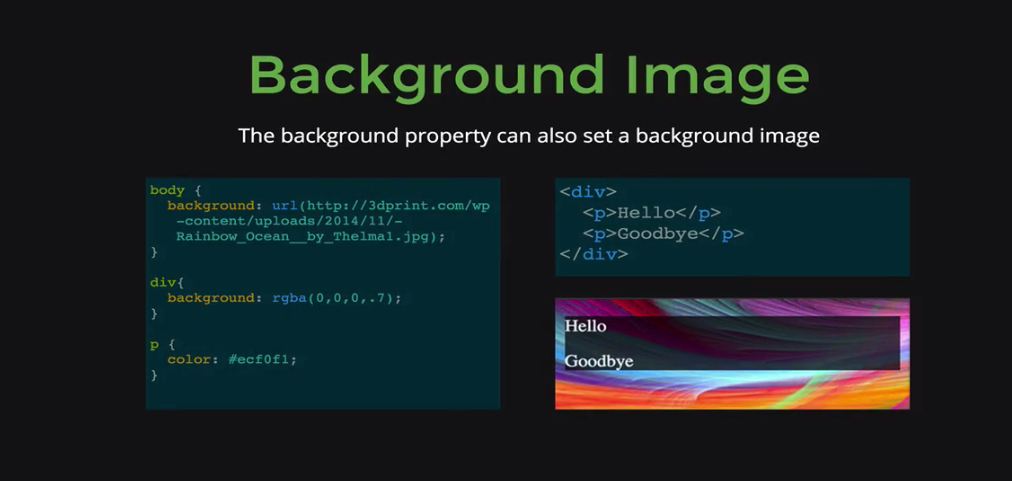 Background Image
The background property can also set a background image
body {
  background: url(http://3dprint.com/wp
   -content/uploads/2014/11/-
   Rainbow_Ocean__by_Thelma1.jpg);
}
div{
  background: rgba(0,0,0,.7);
}
p {
  color: #ecf0f1;
}
<div>
  <p>Hello</p>
  <p>Goodbye</p>
</div>
Hello
Goodbye